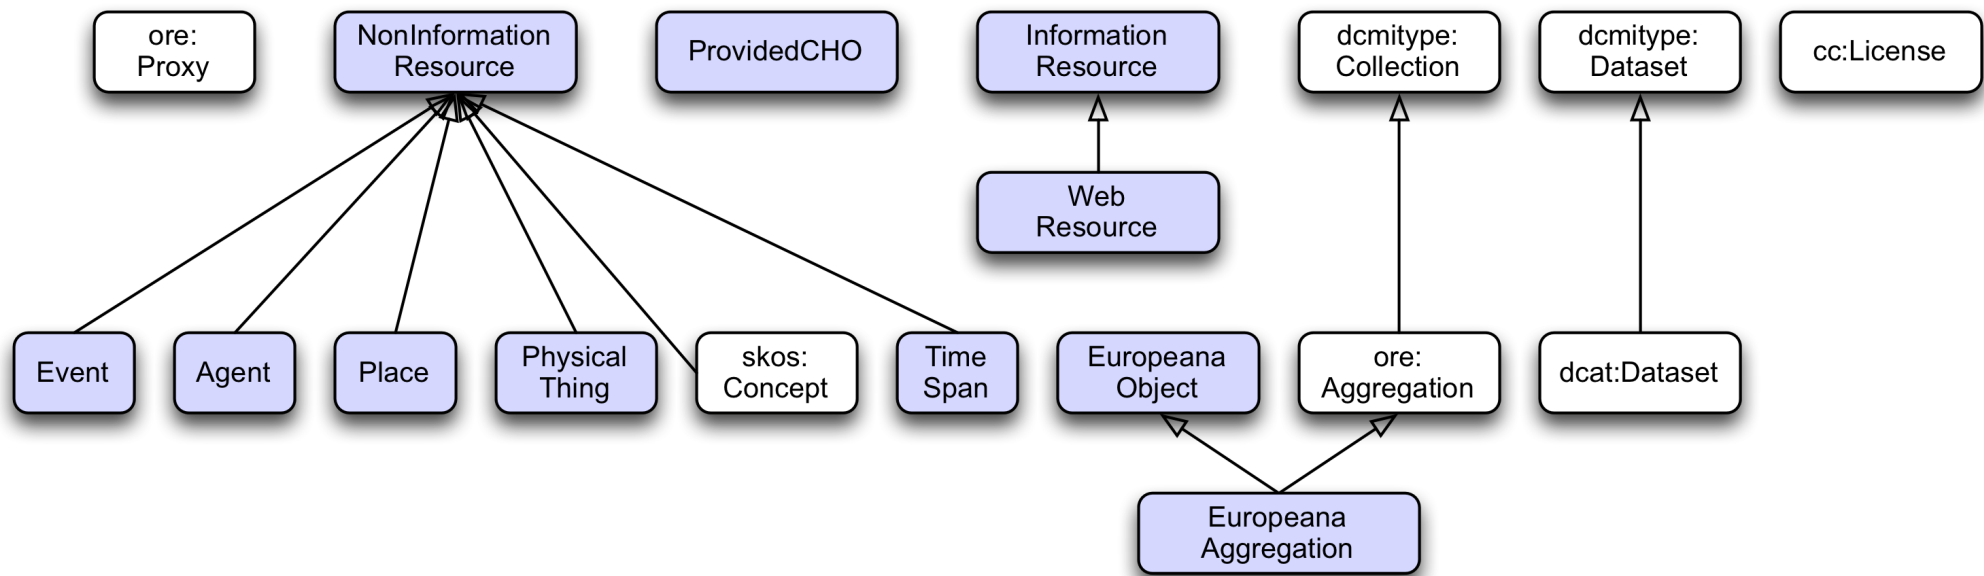 ore:
Proxy
NonInformation
Resource
ProvidedCHO
Information
Resource
dcmitype:
Collection
dcmitype:
Dataset
cc:License
Web
Resource
Event
Agent
Place
Physical
Thing
skos:
Concept
Time
Span
Europeana
Object
ore:
Aggregation
dcat:Dataset
Europeana
Aggregation